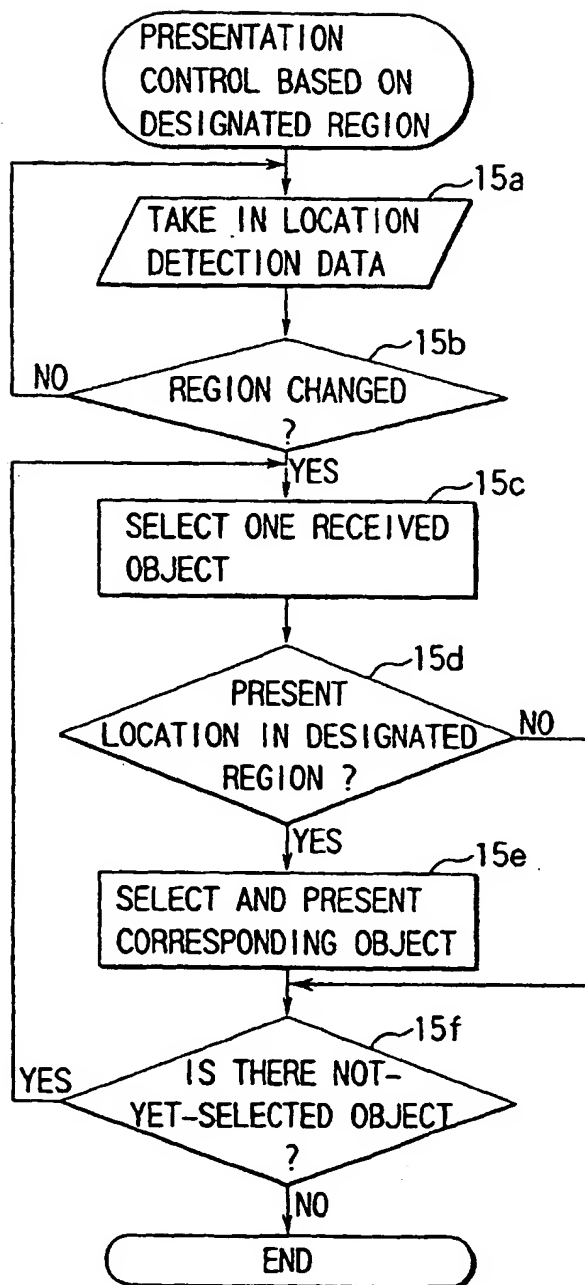 PRESENTATION
CONTROL BASED ON
DESIGNATED REGION
15a
TAKE IN LOCATION
DETECTION DATA
15b
NO
REGION CHANGED
?
YES
15c
SELECT ONE RECEIVED
OBJECT
15d
PRESENT
LOCATION IN DESIGNATED
REGION ?
NO
YES
15e
SELECT AND PRESENT
CORRESPONDING OBJECT
15f
YES
IS THERE NOT-
YET-SELECTED OBJECT
?
NO
END